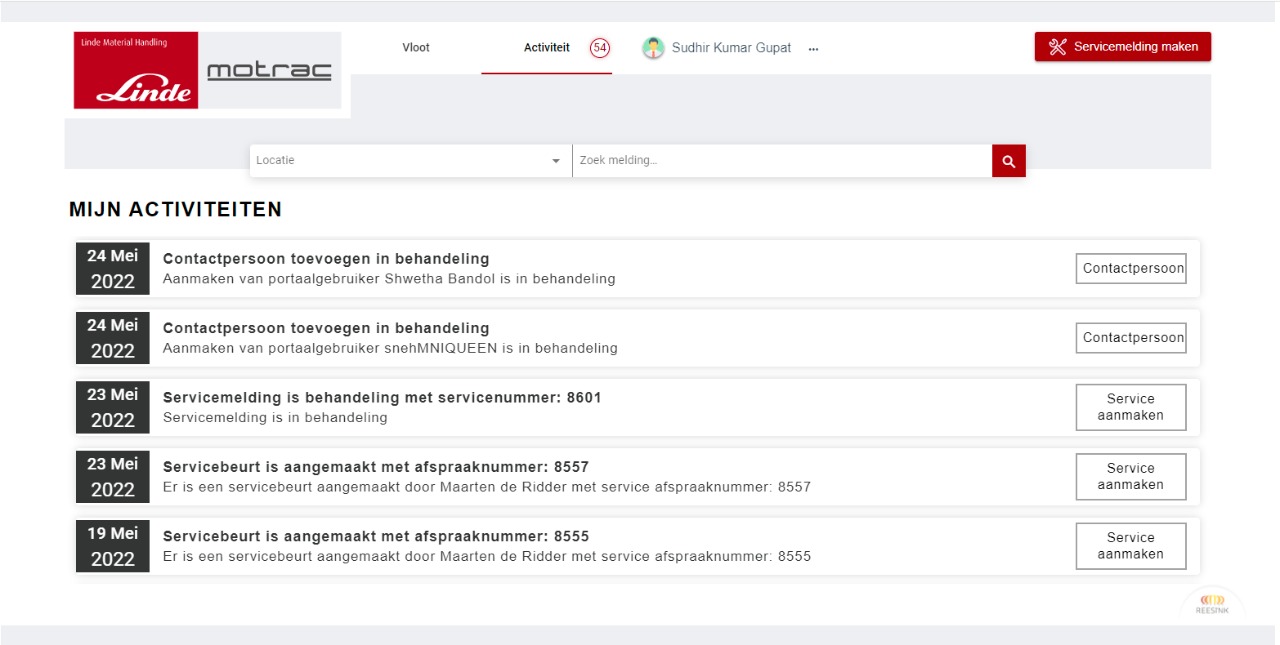 Linde Material Handling
Linde
motrac
Vloot
Activiteit
54
Sudhir Kumar Gupat
...
Servicemelding maken
Locatie
Zoek melding...
MIJN ACTIVITEITEN
24 Mei
2022
Contactpersoon toevoegen in behandeling
Aanmaken van portaalgebruiker Shwetha Bandol is in behandeling
Contactpersoon
24 Mei
2022
Contactpersoon toevoegen in behandeling
Aanmaken van portaalgebruiker snehMNIQUEEN is in behandeling
Contactpersoon
23 Mei
2022
Servicemelding is behandeling met servicenummer: 8601
Servicemelding is in behandeling
Service
aanmaken
23 Mei
2022
Servicebeurt is aangemaakt met afspraaknummer: 8557
Er is een servicebeurt aangemaakt door Maarten de Ridder met service afspraaknummer: 8557
Service
aanmaken
19 Mei
2022
Servicebeurt is aangemaakt met afspraaknummer: 8555
Er is een servicebeurt aangemaakt door Maarten de Ridder met service afspraaknummer: 8555
Service
aanmaken
REESINK